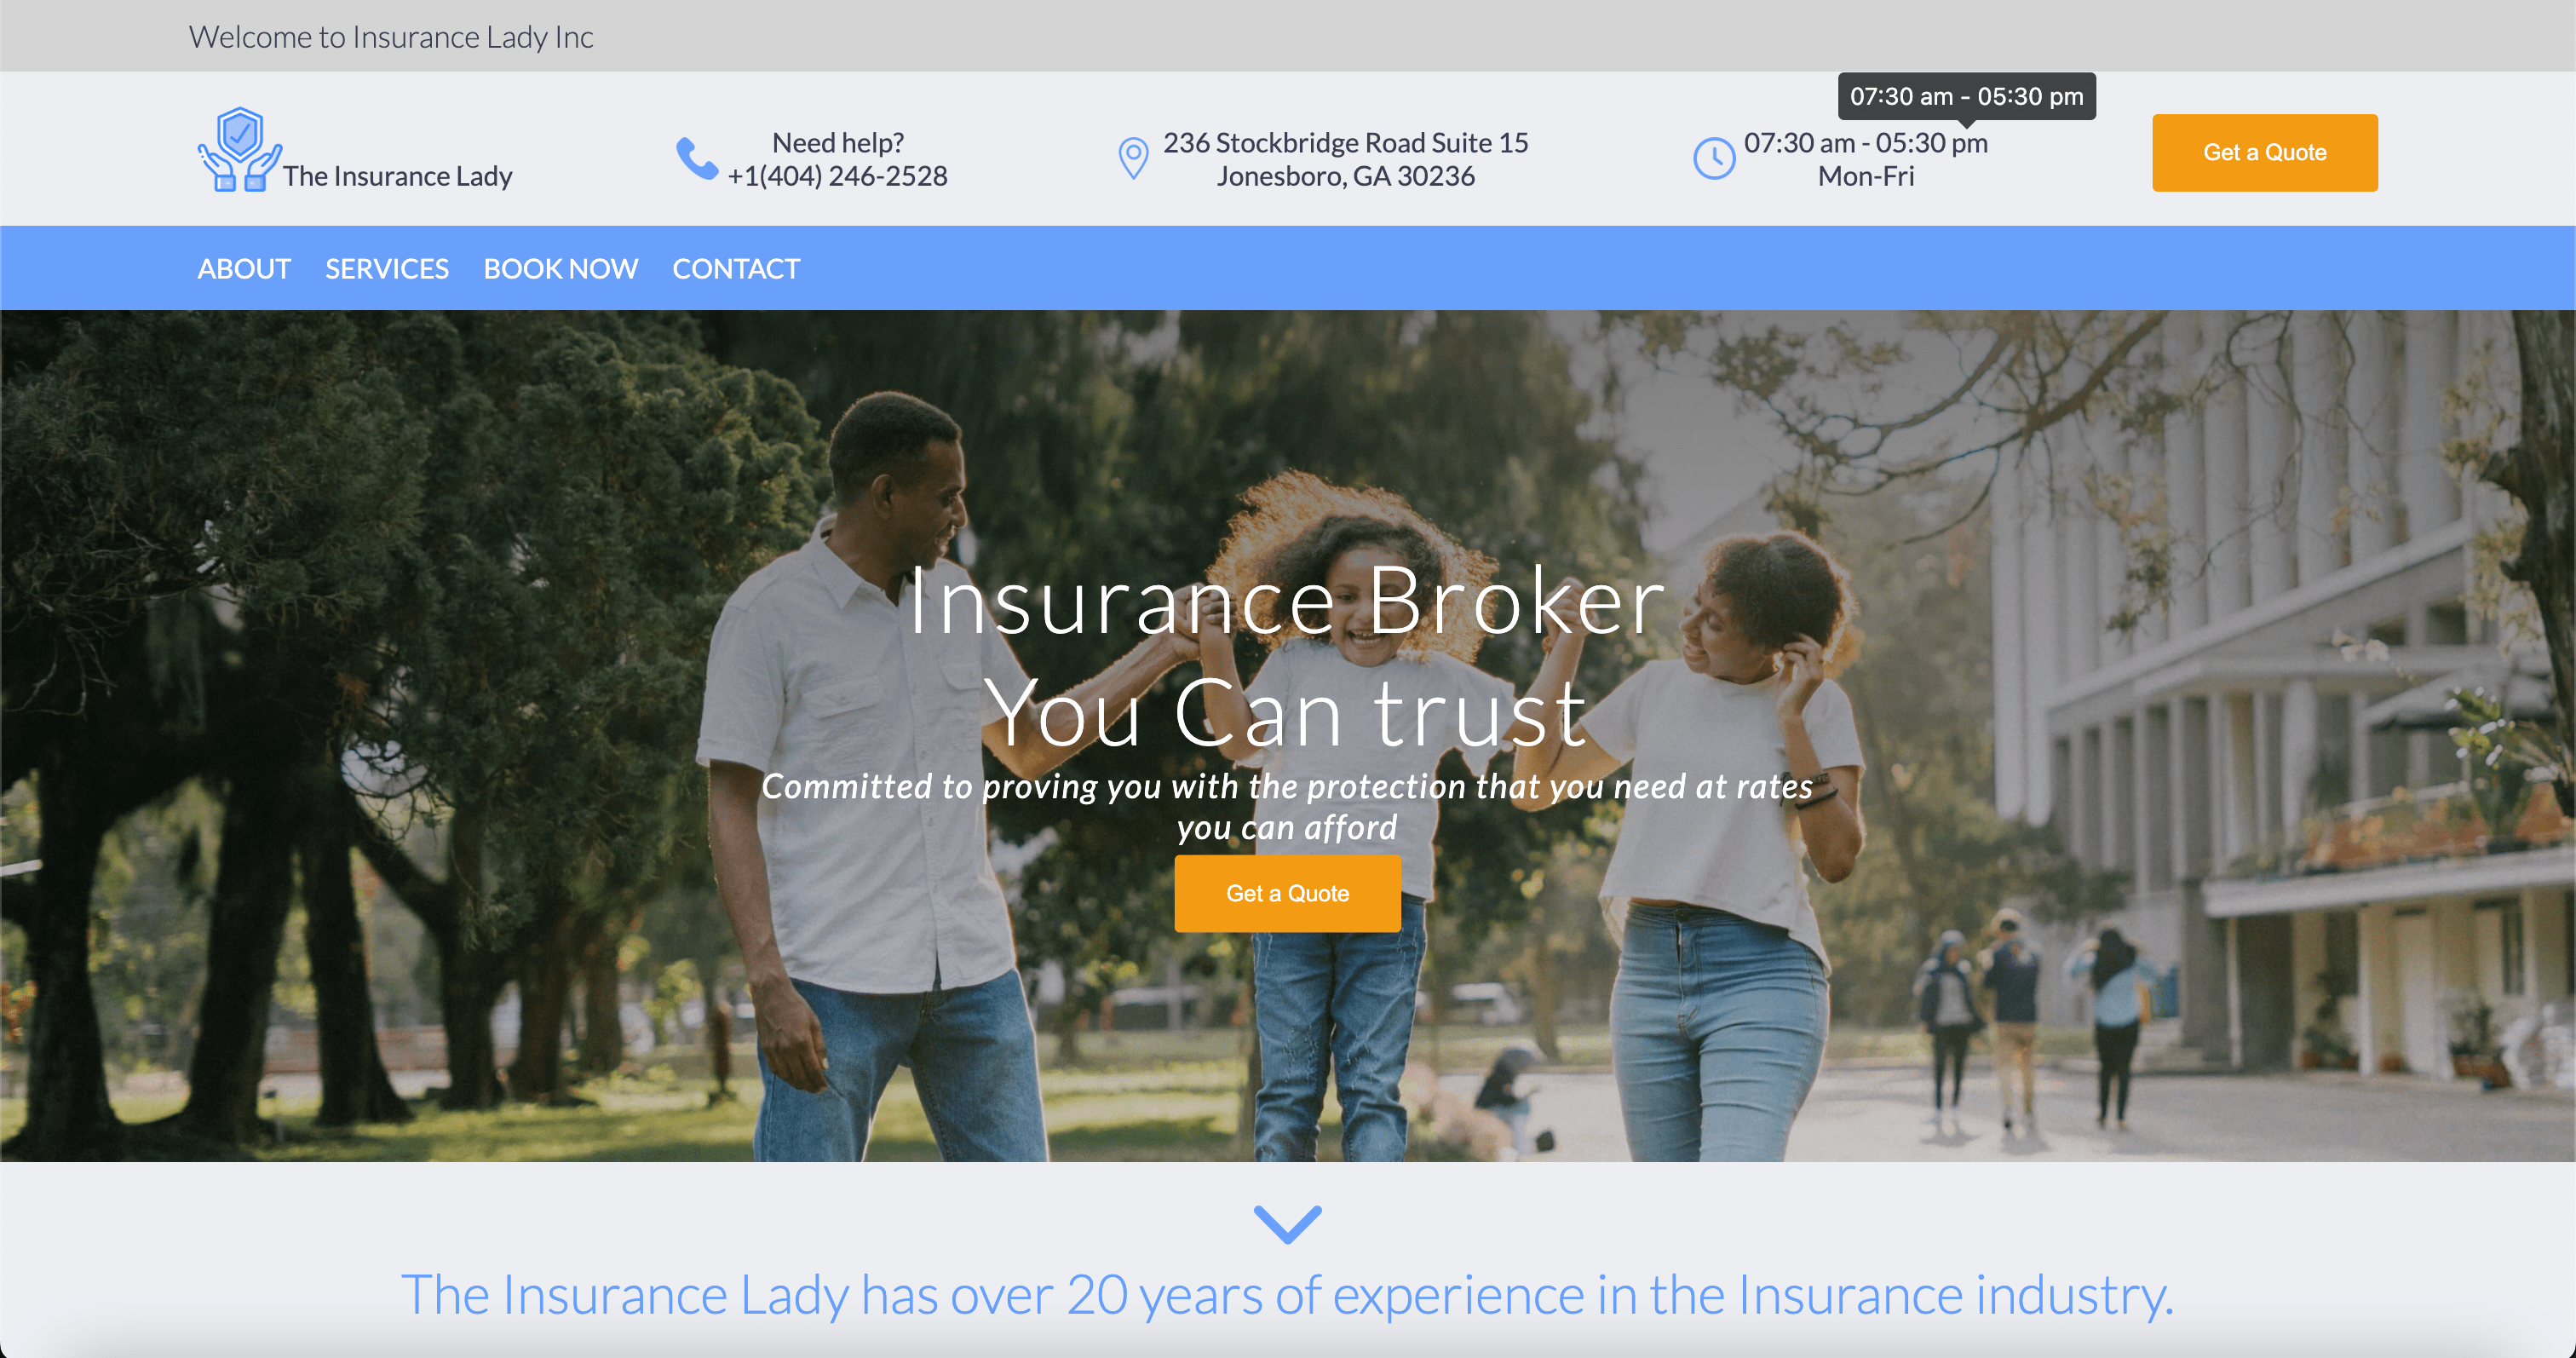 Welcome to Insurance Lady Inc
07:30 am - 05:30 pm
The Insurance Lady
Need help?
+1(404) 246-2528
236 Stockbridge Road Suite 15
Jonesboro, GA 30236
07:30 am - 05:30 pm
Mon-Fri
Get a Quote
ABOUT SERVICES BOOK NOW CONTACT
Insurance Broker
You Can trust
Committed to proving you with the protection that you need at rates
you can afford
Get a Quote
The Insurance Lady has over 20 years of experience in the Insurance industry.